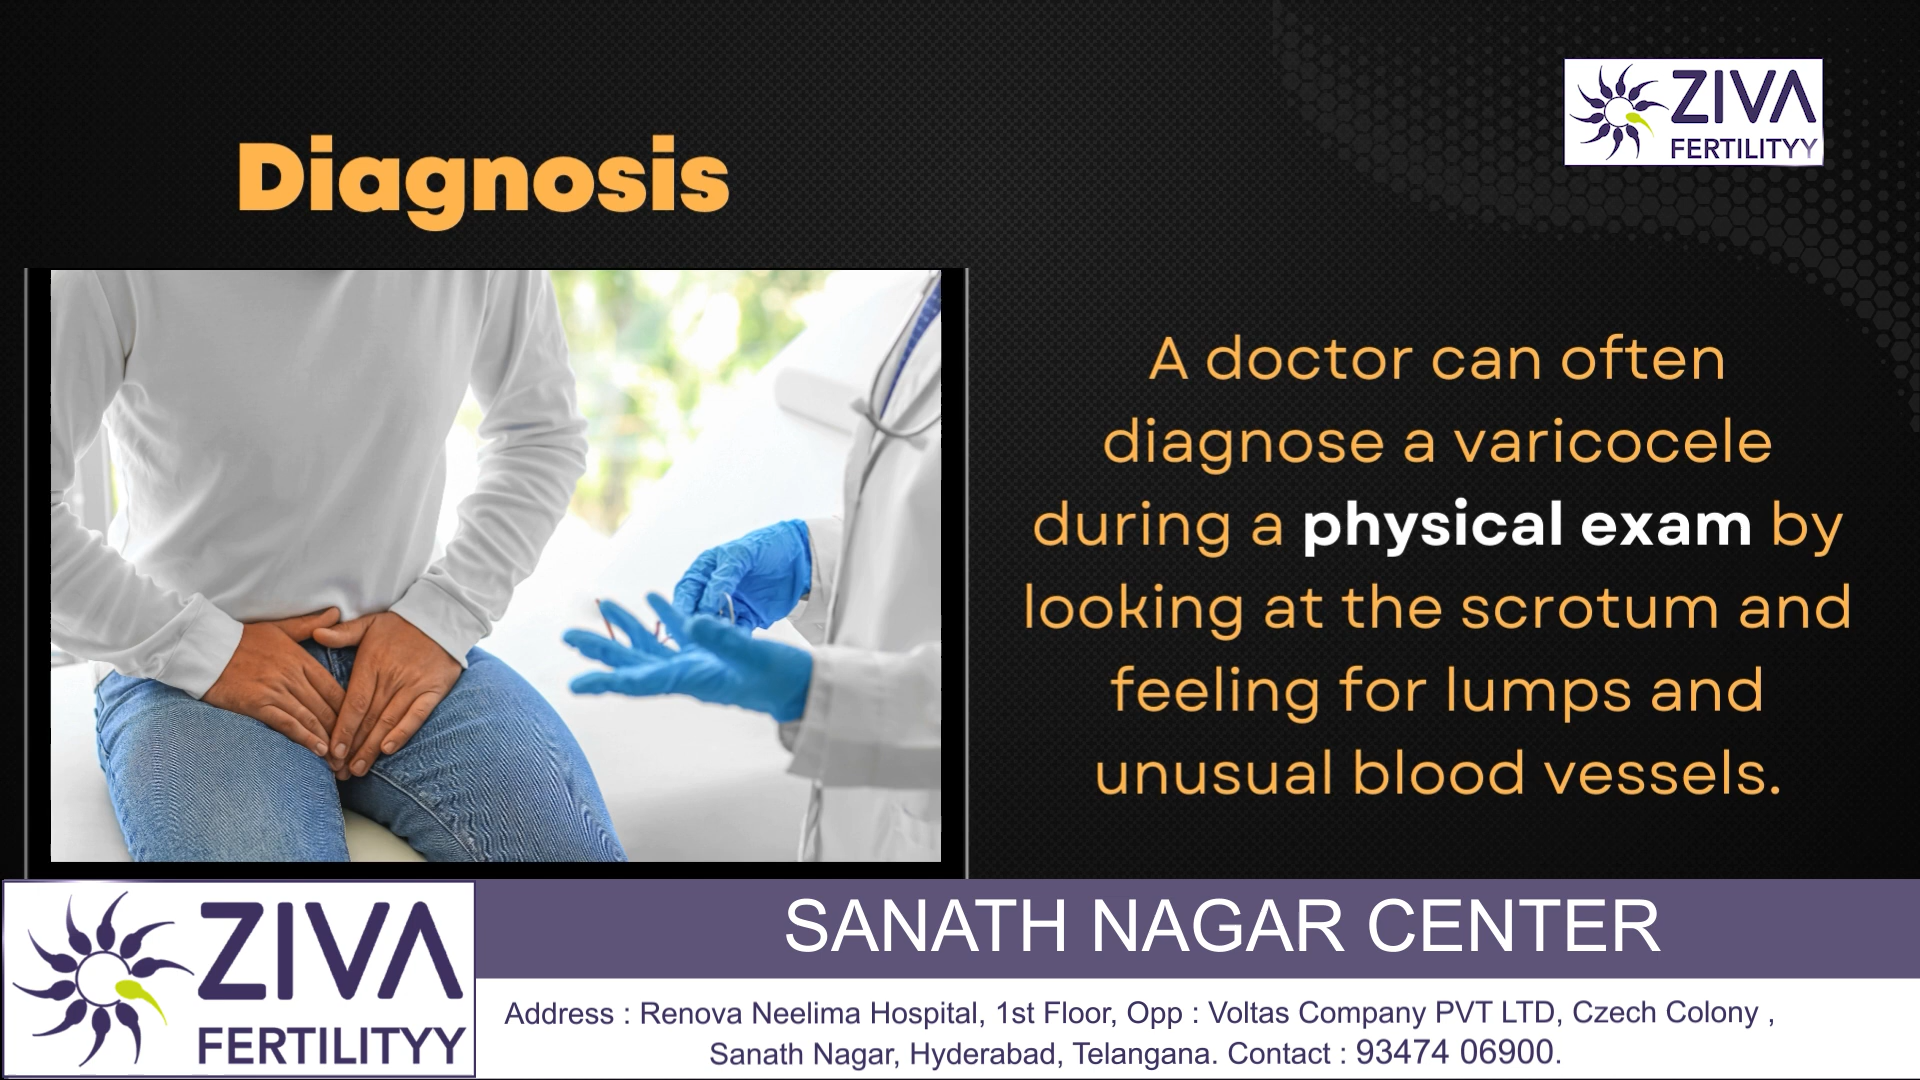 ZIVA
FERTILITYY
Diagnosis
A doctor can often
diagnose a varicocele
during a physical exam by
looking at the scrotum and
feeling for lumps and
unusual blood vessels.
ZIVA
FERTILITYY
SANATH NAGAR CENTER
Address : Renova Neelima Hospital, 1st Floor, Opp : Voltas Company PVT LTD, Czech Colony ,
Sanath Nagar, Hyderabad, Telangana. Contact : 93474 06900.